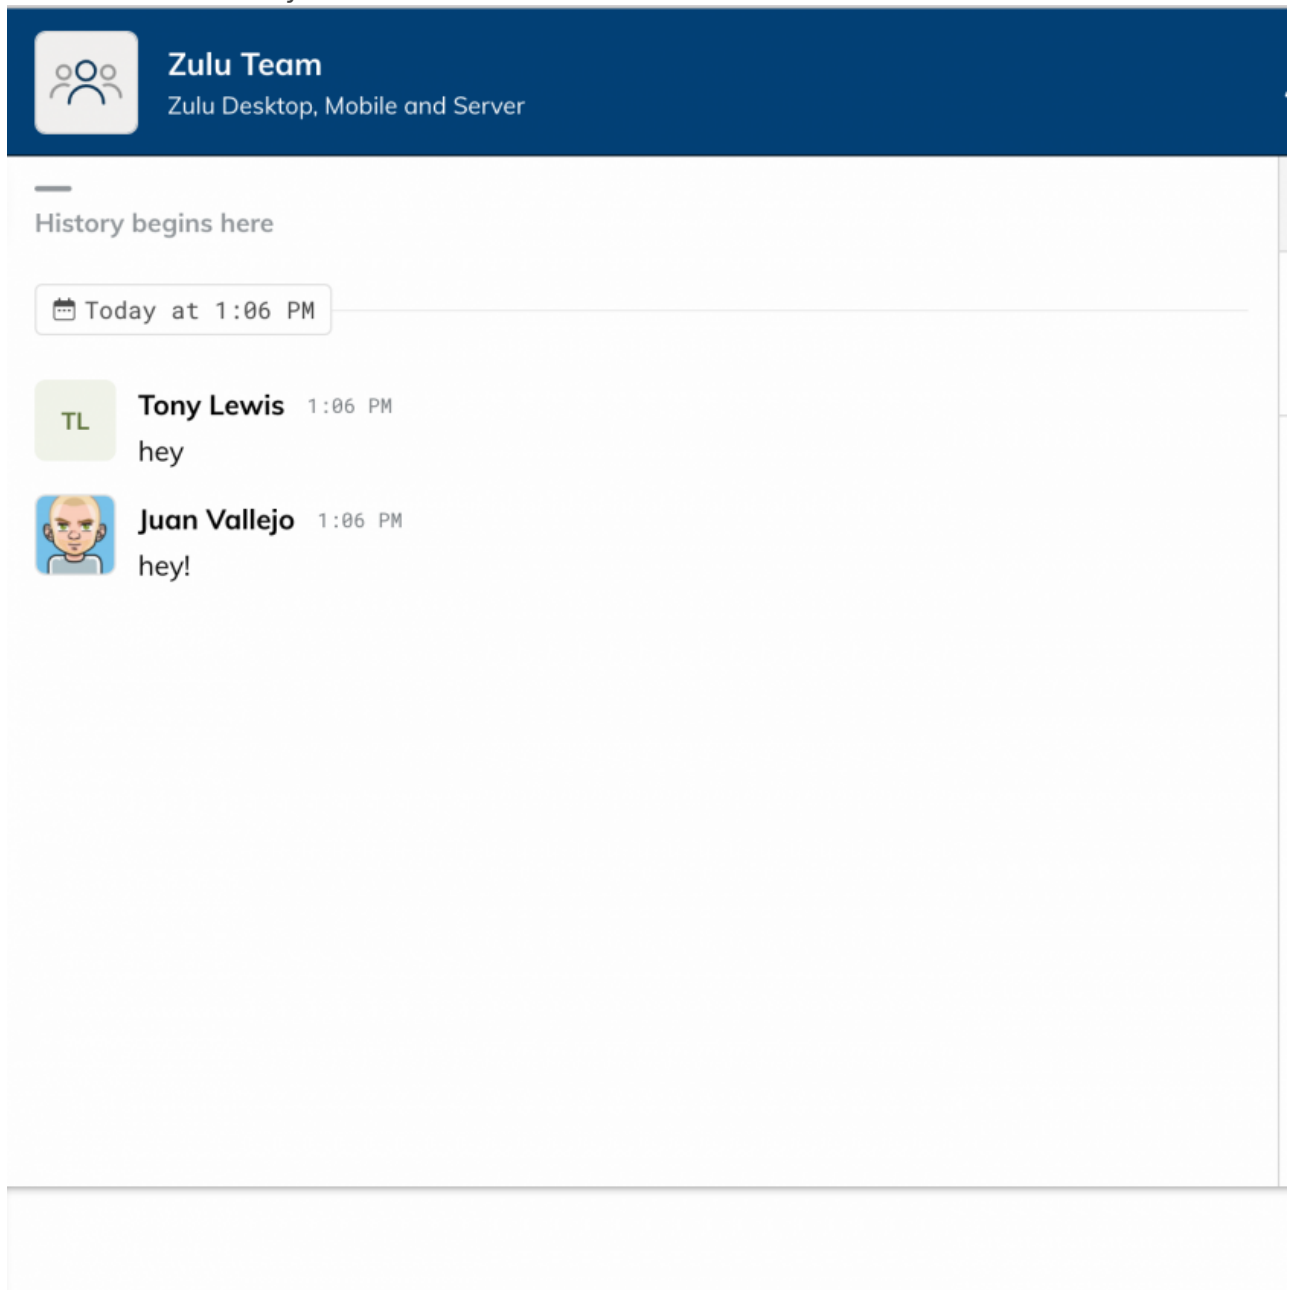 Zulu Team
Zulu Desktop, Mobile and Server
History begins here
Today at 1:06 PM
TL
Tony Lewis 1:06 PM
hey
Juan Vallejo 1:06 PM
hey!